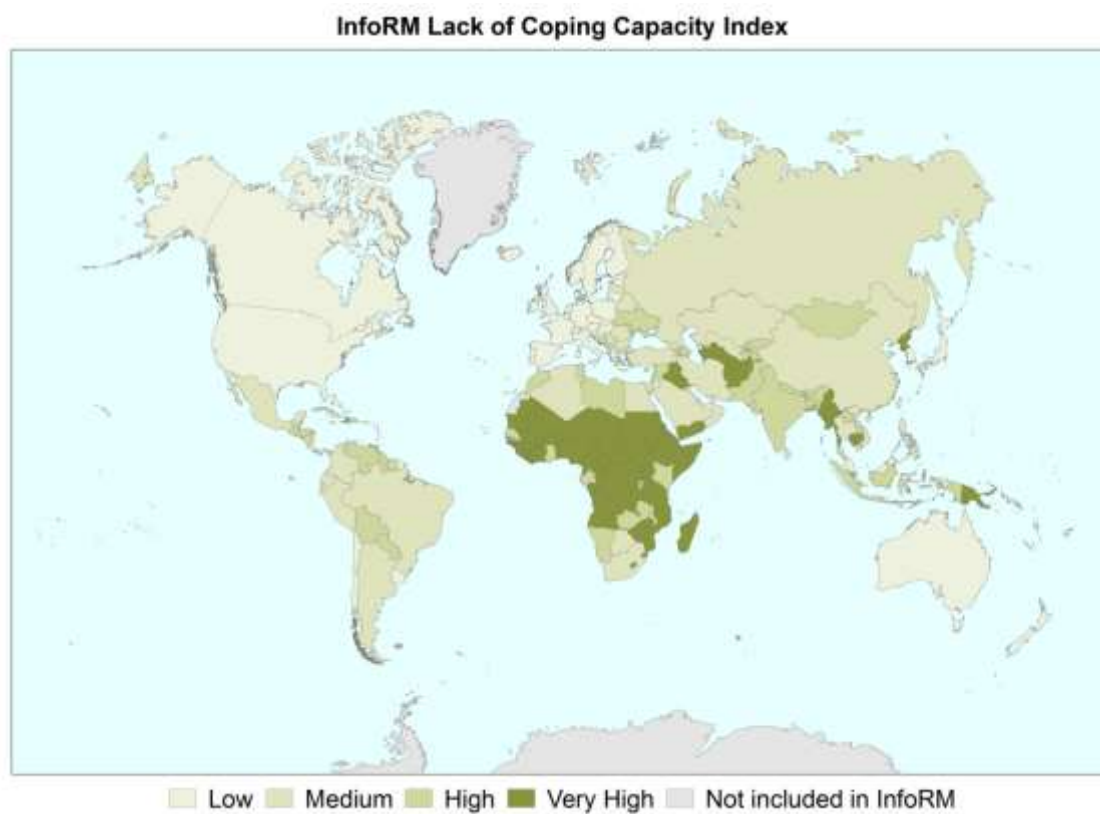 InfoRM Lack of Coping Capacity Index
Low Medium High Very High Not included in InfoRM